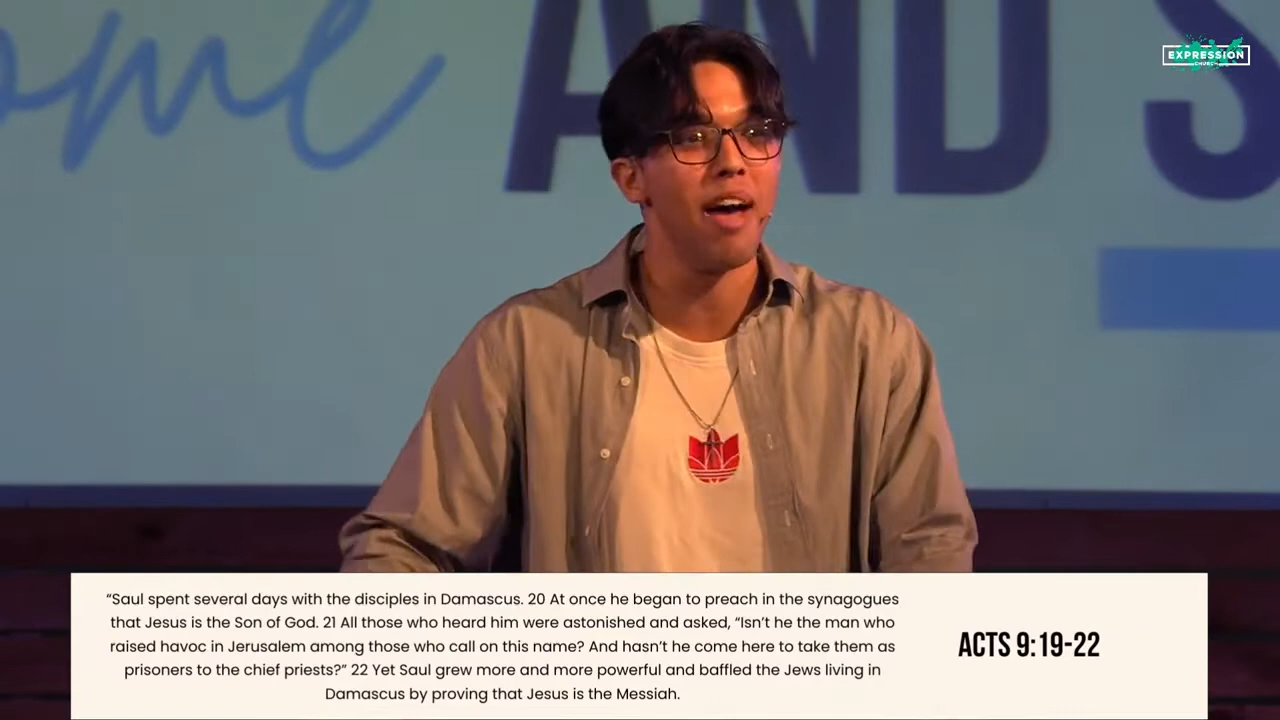 ome AND S
EXPRESSION
CHURCH
“Saul spent several days with the disciples in Damascus. 20 At once he began to preach in the synagogues
that Jesus is the Son of God. 21 All those who heard him were astonished and asked, “Isn’t he the man who
raised havoc in Jerusalem among those who call on this name? And hasn’t he come here to take them as
prisoners to the chief priests?” 22 Yet Saul grew more and more powerful and baffled the Jews living in
Damascus by proving that Jesus is the Messiah.
ACTS 9:19-22